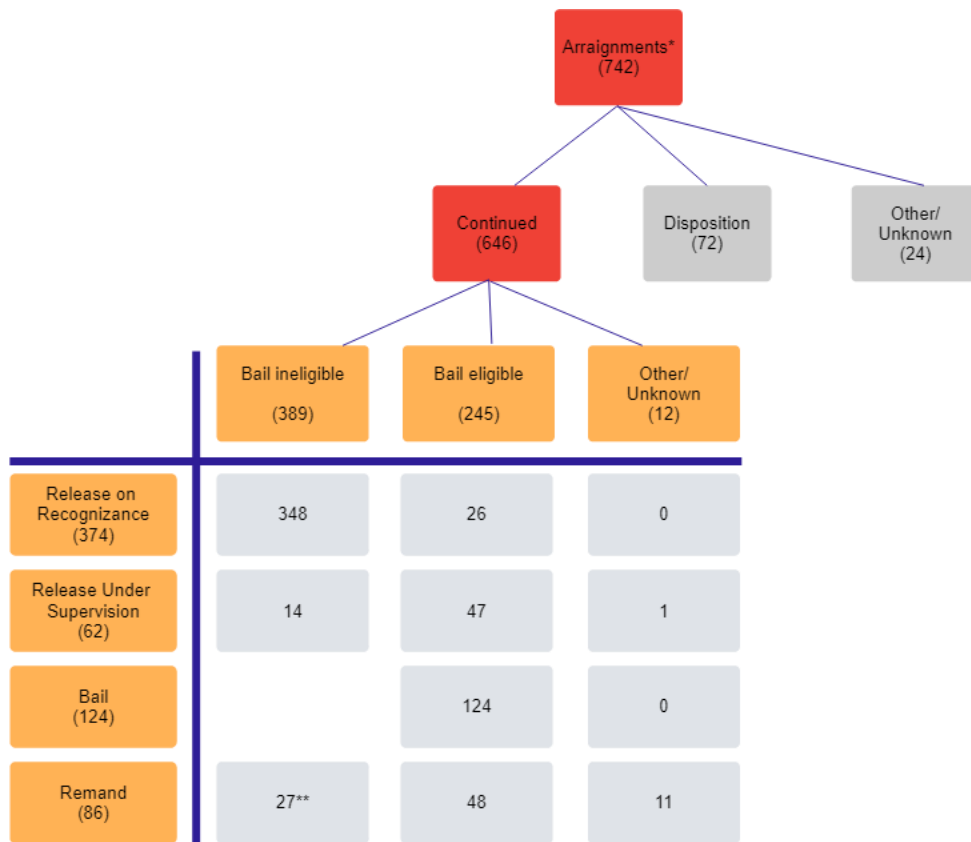 Arraignments*
(742)
Continued
(646)
Disposition
(72)
Other/
Unknown
(24)
Bail ineligible
(389)
Bail eligible
(245)
Other/
Unknown
(12)
Release on
Recognizance
(374)
348
26
0
Release Under
Supervision
(62)
14
47
1
Bail
(124)
124
0
Remand
(86)
27**
48
11